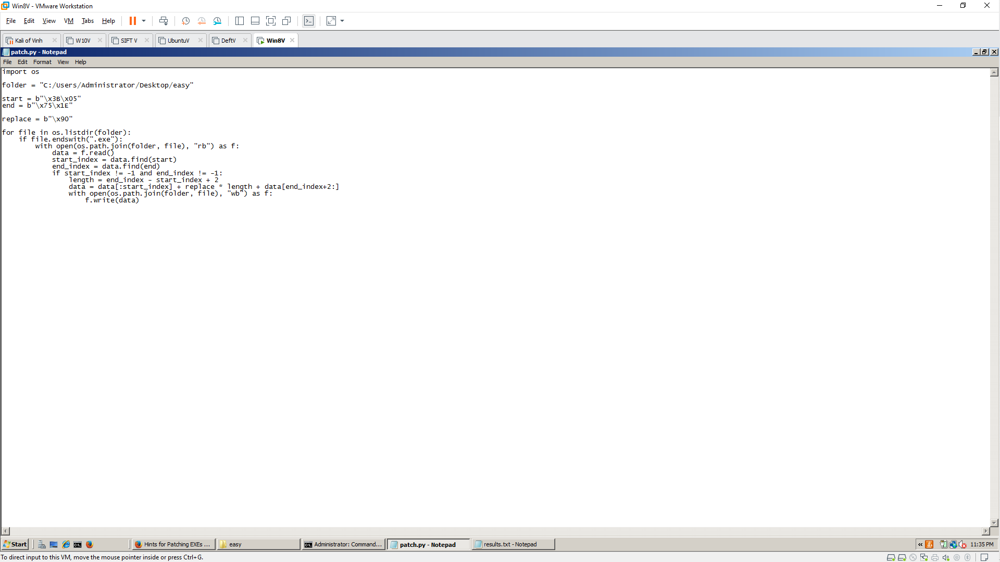 Win8V - VMware Workstation
File Edit View VM Tabs Help
Kali of Vinh W10V SIFT V UbuntuV DeftV Win8V
patch.py - Notepad
File Edit Format View Help
import os
folder = "C:/Users/Administrator/Desktop/easy"
start = b"\x3B\x05"
end = b"\x75\x1E"
replace = b"\x90"
for file in os.listdir(folder):
    if file.endswith(".exe"):
        with open(os.path.join(folder, file), "rb") as f:
            data = f.read()
            start_index = data.find(start)
            end_index = data.find(end)
            if start_index != -1 and end_index != -1:
                length = end_index - start_index + 2
                data = data[:start_index] + replace * length + data[end_index+2:]
                with open(os.path.join(folder, file), "wb") as f:
                    f.write(data)
Start Hints for Patching EXEs ... easy Administrator: Command... patch.py - Notepad results.txt - Notepad 11:35 PM
To direct input to this VM, move the mouse pointer inside or press Ctrl+G.